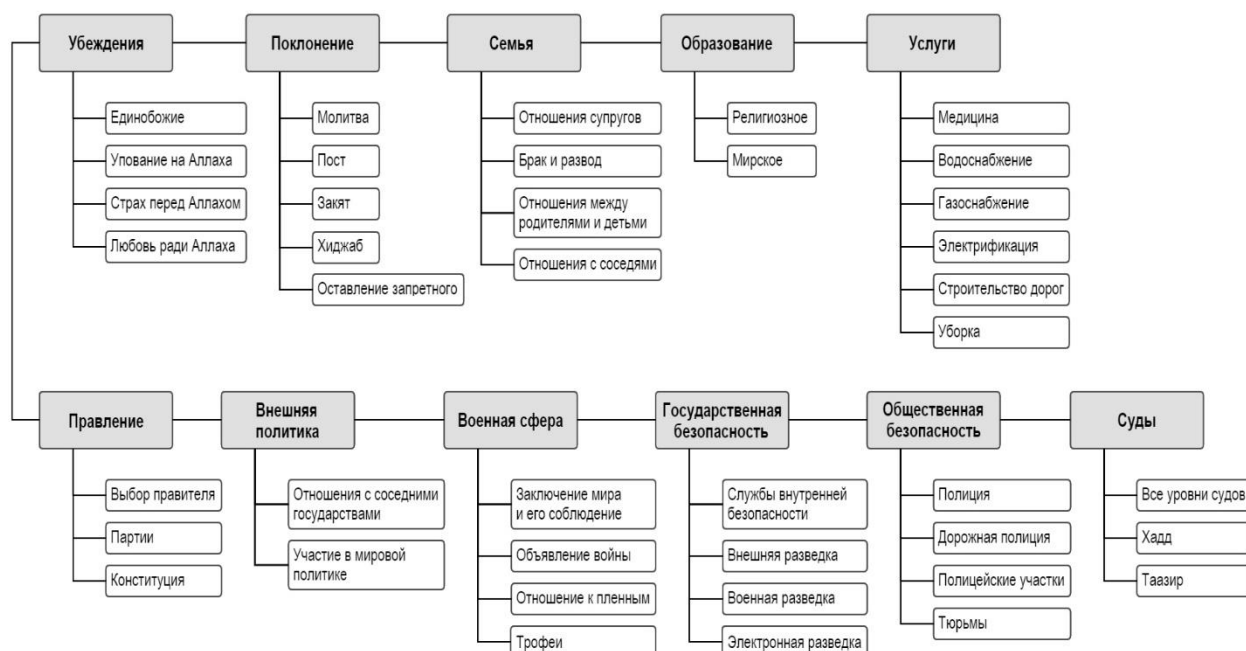 Убеждения
Поклонение
Семья
Образование
Услуги
Единобожие
Упование на Аллаха
Страх перед Аллахом
Любовь ради Аллаха
Молитва
Пост
Закят
Хиджаб
Оставление запретного
Отношения супругов
Брак и развод
Отношения между
родителями и детьми
Отношения с соседями
Религиозное
Мирское
Медицина
Водоснабжение
Газоснабжение
Электрификация
Строительство дорог
Уборка
Правление
Внешняя
политика
Военная сфера
Государственная
безопасность
Общественная
безопасность
Суды
Выбор правителя
Партии
Конституция
Отношения с соседними
государствами
Участие в мировой
политике
Заключение мира
и его соблюдение
Объявление войны
Отношение к пленным
Трофеи
Службы внутренней
безопасности
Внешняя разведка
Военная разведка
Электронная разведка
Полиция
Дорожная полиция
Полицейские участки
Тюрьмы
Все уровни судов
Хадд
Таазир